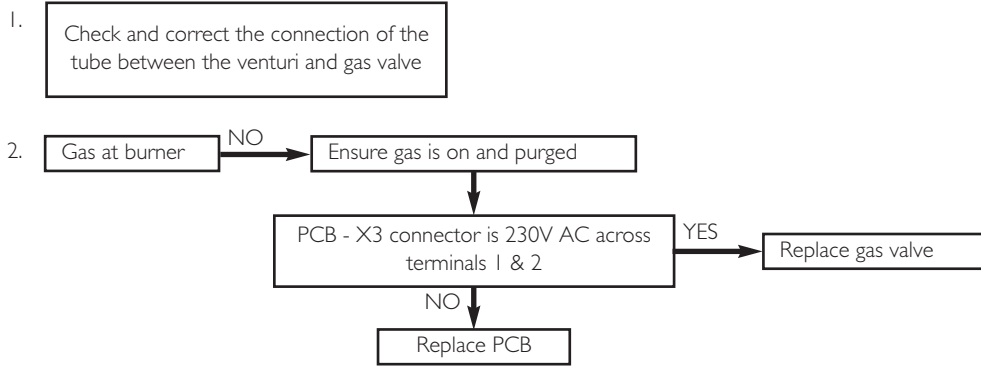 1.
Check and correct the connection of the
tube between the venturi and gas valve
2.
Gas at burner
NO
Ensure gas is on and purged
PCB - X3 connector is 230V AC across
terminals 1 & 2
YES
Replace gas valve
NO
Replace PCB